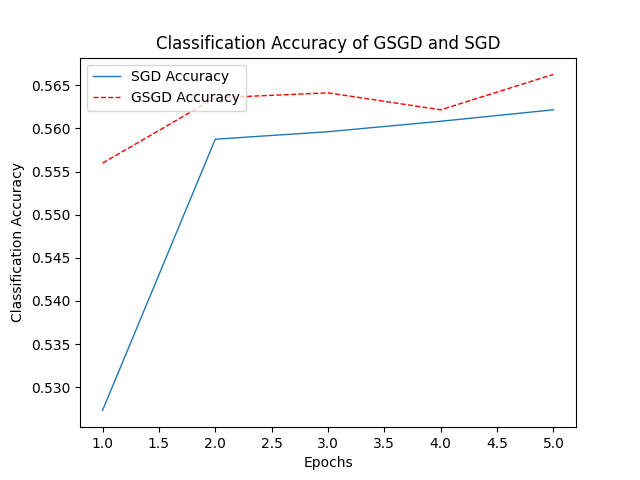 Classification Accuracy of GSGD and SGD
SGD Accuracy
GSGD Accuracy
Classification Accuracy
0.565
0.560
0.555
0.550
0.545
0.540
0.535
0.530
1.0 1.5 2.0 2.5 3.0 3.5 4.0 4.5 5.0
Epochs